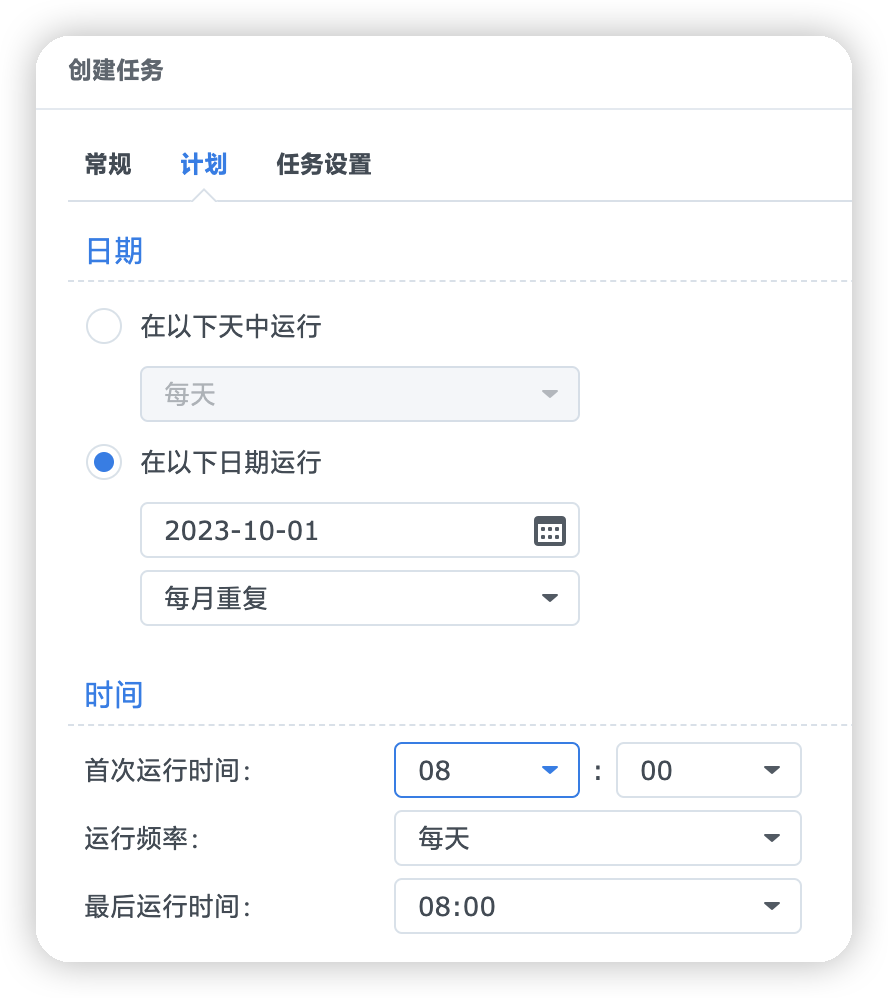 创建任务
常规 计划 任务设置
日期
在以下天中运行
每天
在以下日期运行
2023-10-01
每月重复
时间
首次运行时间: 08 : 00
运行频率: 每天
最后运行时间: 08:00